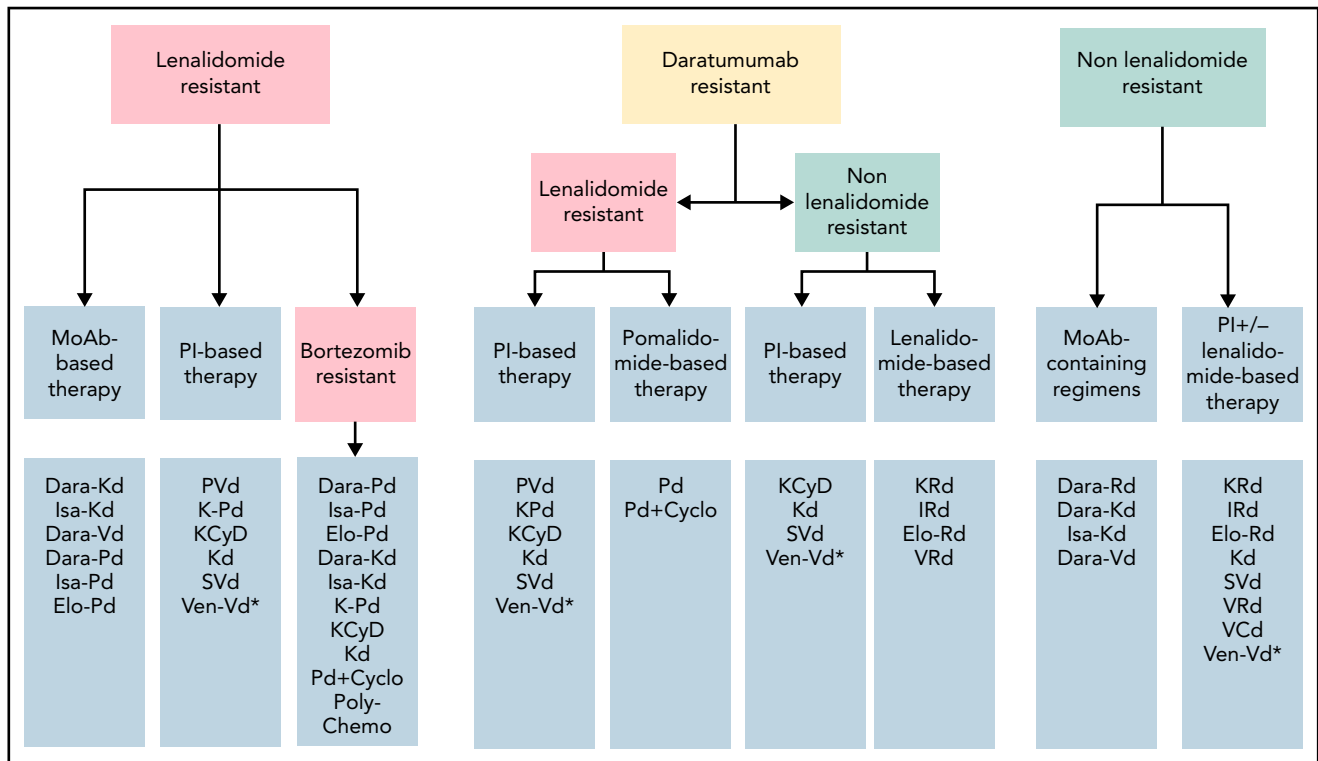 Lenalidomide
resistant
Daratumumab
resistant
Non lenalidomide
resistant
Lenalidomide
resistant
Non
lenalidomide
resistant
MoAb-
based
therapy
PI-based
therapy
Bortezomib
resistant
PI-based
therapy
Pomalido-
mide-based
therapy
PI-based
therapy
Lenalido-
mide-based
therapy
MoAb-
containing
regimens
PI+/–
lenalido-
mide-based
therapy
Dara-Kd
Isa-Kd
Dara-Vd
Dara-Pd
Isa-Pd
Elo-Pd
PVd
K-Pd
KCyD
Kd
SVd
Ven-Vd*
Dara-Pd
Isa-Pd
Elo-Pd
Dara-Kd
Isa-Kd
K-Pd
KCyD
Kd
Pd+Cyclo
Poly-
Chemo
PVd
KPd
KCyD
Kd
SVd
Ven-Vd*
Pd
Pd+Cyclo
KCyD
Kd
SVd
Ven-Vd*
KRd
IRd
Elo-Rd
VRd
Dara-Rd
Dara-Kd
Isa-Kd
Dara-Vd
KRd
IRd
Elo-Rd
Kd
SVd
VRd
VCd
Ven-Vd*